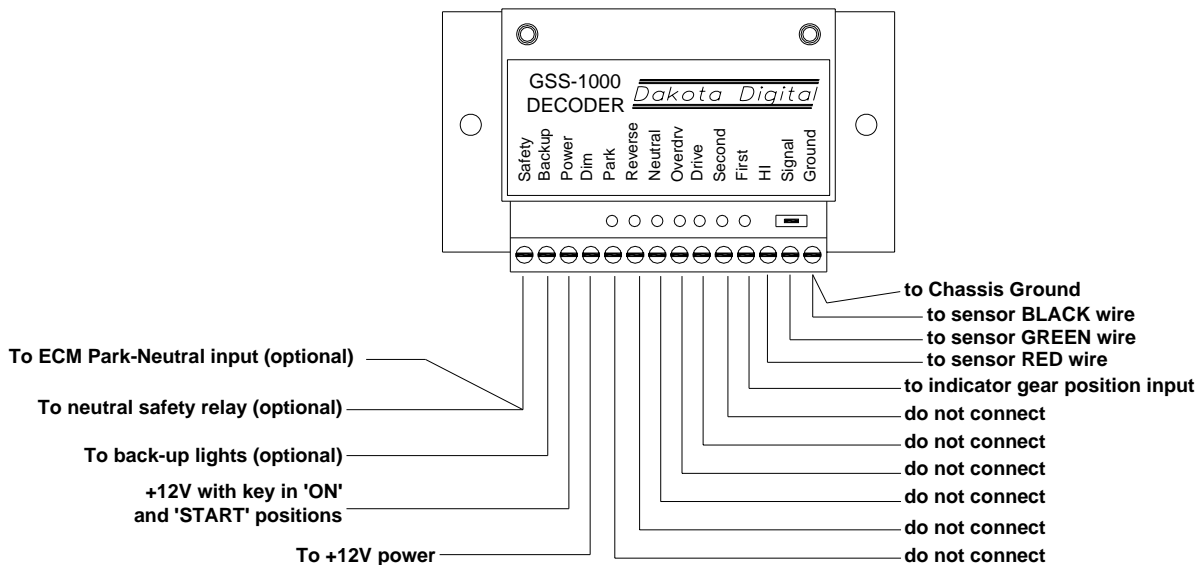 GSS-1000
DECODER
Dakota Digital
Safety
Backup
Power
Dim
Park
Reverse
Neutral
Overdrv
Drive
Second
First
HI
Signal
Ground
to Chassis Ground
to sensor BLACK wire
to sensor GREEN wire
To ECM Park-Neutral input (optional)
to sensor RED wire
to indicator gear position input
To neutral safety relay (optional)
do not connect
do not connect
To back-up lights (optional)
do not connect
+12V with key in 'ON'
and 'START' positions
do not connect
do not connect
To +12V power
do not connect